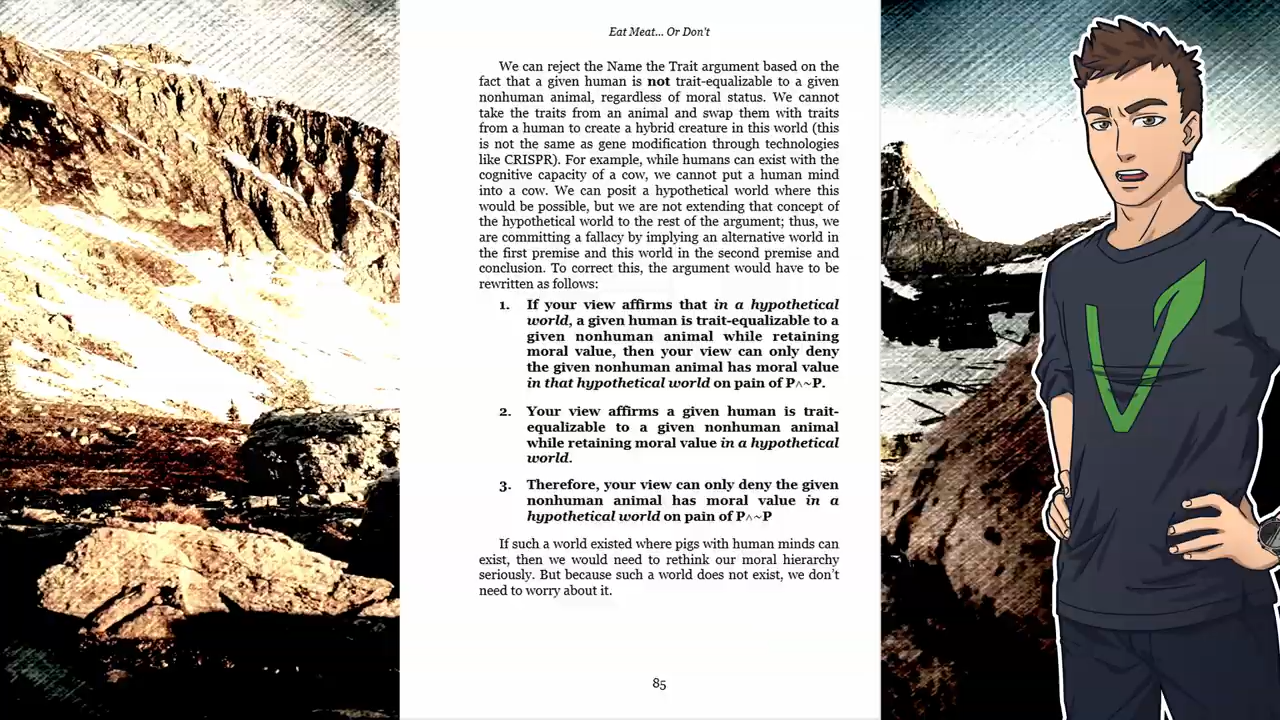 Eat Meat... Or Don't
We can reject the Name the Trait argument based on the
fact that a given human is not trait-equalizable to a given
nonhuman animal, regardless of moral status. We cannot
take the traits from an animal and swap them with traits
from a human to create a hybrid creature in this world (this
is not the same as gene modification through technologies
like CRISPR). For example, while humans can exist with the
cognitive capacity of a cow, we cannot put a human mind
into a cow. We can posit a hypothetical world where this
would be possible, but we are not extending that concept of
the hypothetical world to the rest of the argument; thus, we
are committing a fallacy by implying an alternative world in
the first premise and this world in the second premise and
conclusion. To correct this, the argument would have to be
rewritten as follows:
1. If your view affirms that in a hypothetical
world, a given human is trait-equalizable to a
given nonhuman animal while retaining
moral value, then your view can only deny
the given nonhuman animal has moral value
in that hypothetical world on pain of P∧~P.
2. Your view affirms a given human is trait-
equalizable to a given nonhuman animal
while retaining moral value in a hypothetical
world.
3. Therefore, your view can only deny the given
nonhuman animal has moral value in a
hypothetical world on pain of P∧~P
If such a world existed where pigs with human minds can
exist, then we would need to rethink our moral hierarchy
seriously. But because such a world does not exist, we don't
need to worry about it.
85